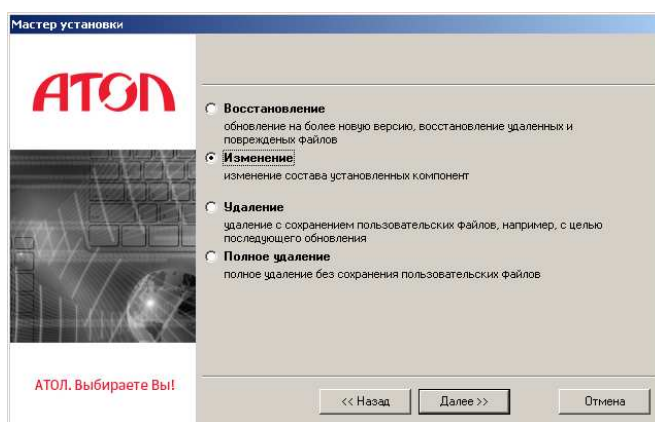 Мастер установки
АТОЛ
Восстановление
обновление на более новую версию, восстановление удаленных и
поврежденых файлов
Изменение
изменение состава установленных компонент
Удаление
удаление с сохранением пользовательских файлов, например, с целью
последующего обновления
Полное удаление
полное удаление без сохранения пользовательских файлов
АТОЛ. Выбираете Вы!
<< Назад
Далее >>
Отмена